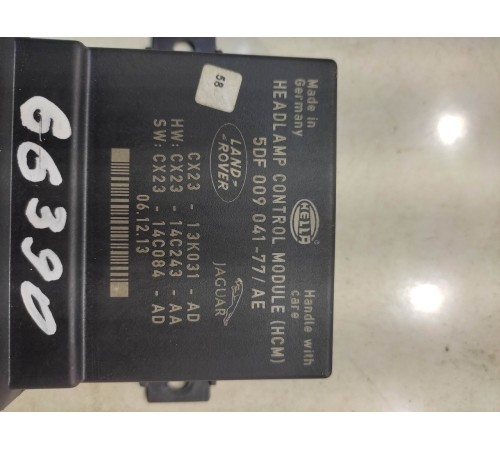 Made in
Germany
HELLA
Handle with
care
HEADLAMP CONTROL MODULE (HCM)
5DF 009 041-77/AE
LAND-
-ROVER
JAGUAR
58
CX23 - 13K031 - AD
HW: CX23 - 14C243 - AA
SW: CX23 - 14C084 - AD
06.12.13
66390